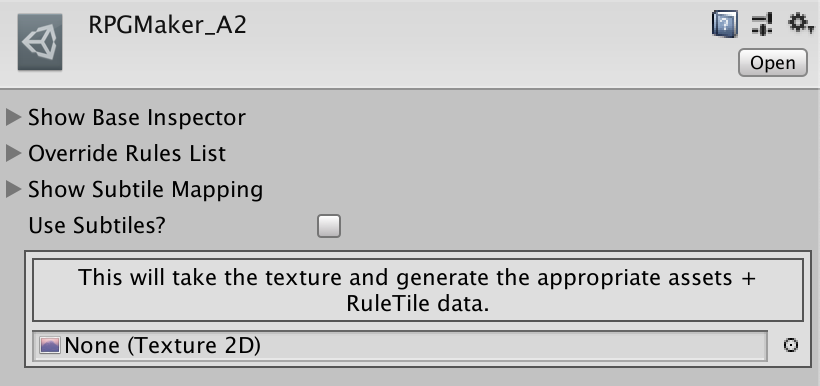 RPGMaker_A2
Open
Show Base Inspector
Override Rules List
Show Subtile Mapping
Use Subtiles?
This will take the texture and generate the appropriate assets +
RuleTile data.
None (Texture 2D)